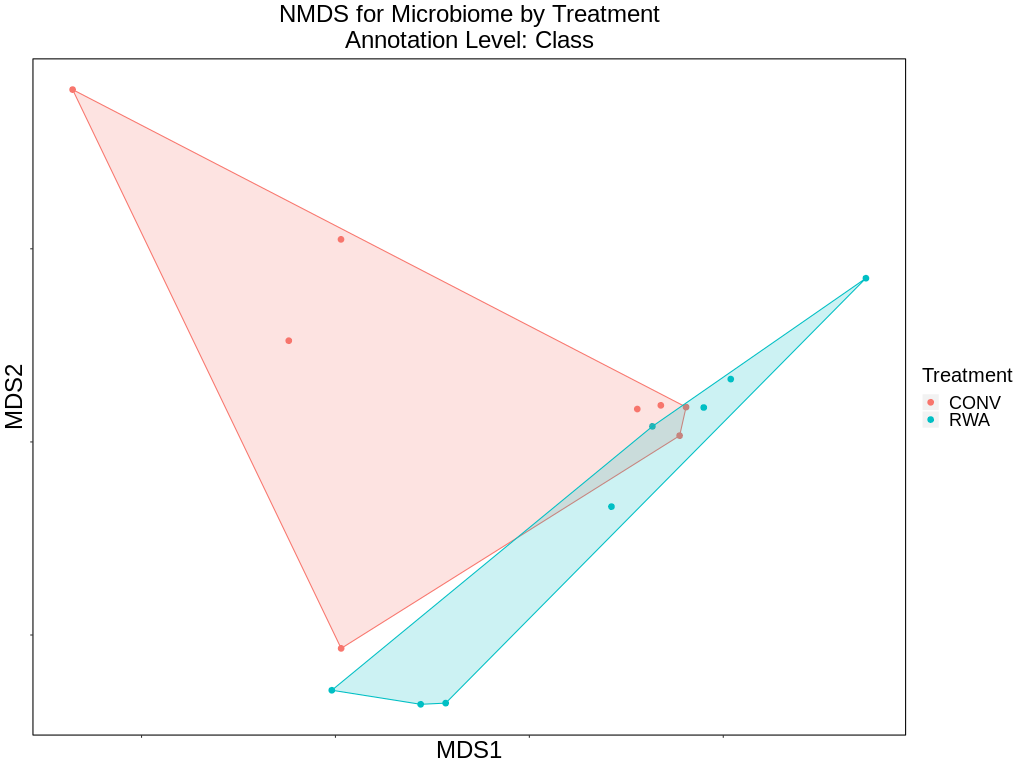 NMDS for Microbiome by Treatment
Annotation Level: Class
MDS2
MDS1
Treatment
CONV
RWA